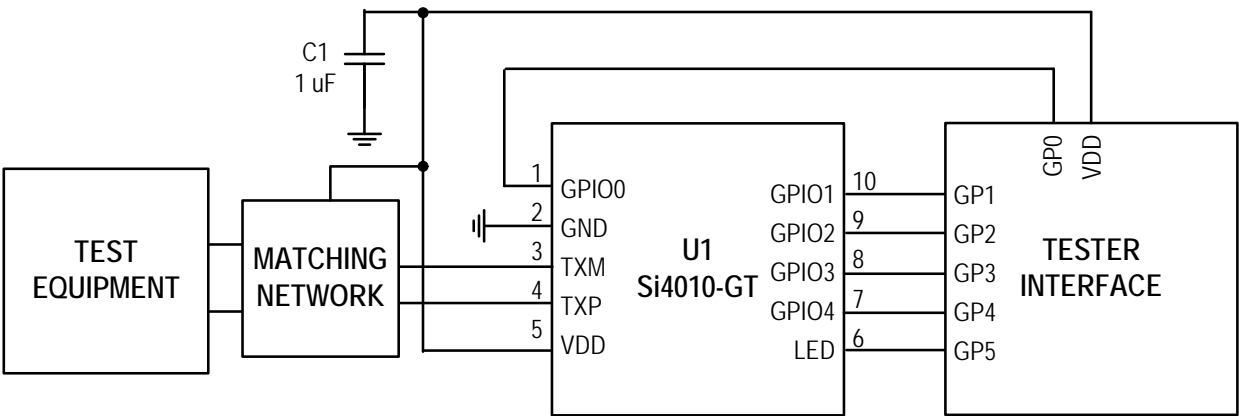 C1
1 uF
TEST
EQUIPMENT
MATCHING
NETWORK
1
2
3
4
5
GPIO0
GND
TXM
TXP
VDD
U1
Si4010-GT
GPIO1
GPIO2
GPIO3
GPIO4
LED
10
9
8
7
6
GP0
VDD
GP1
GP2
GP3
GP4
GP5
TESTER
INTERFACE